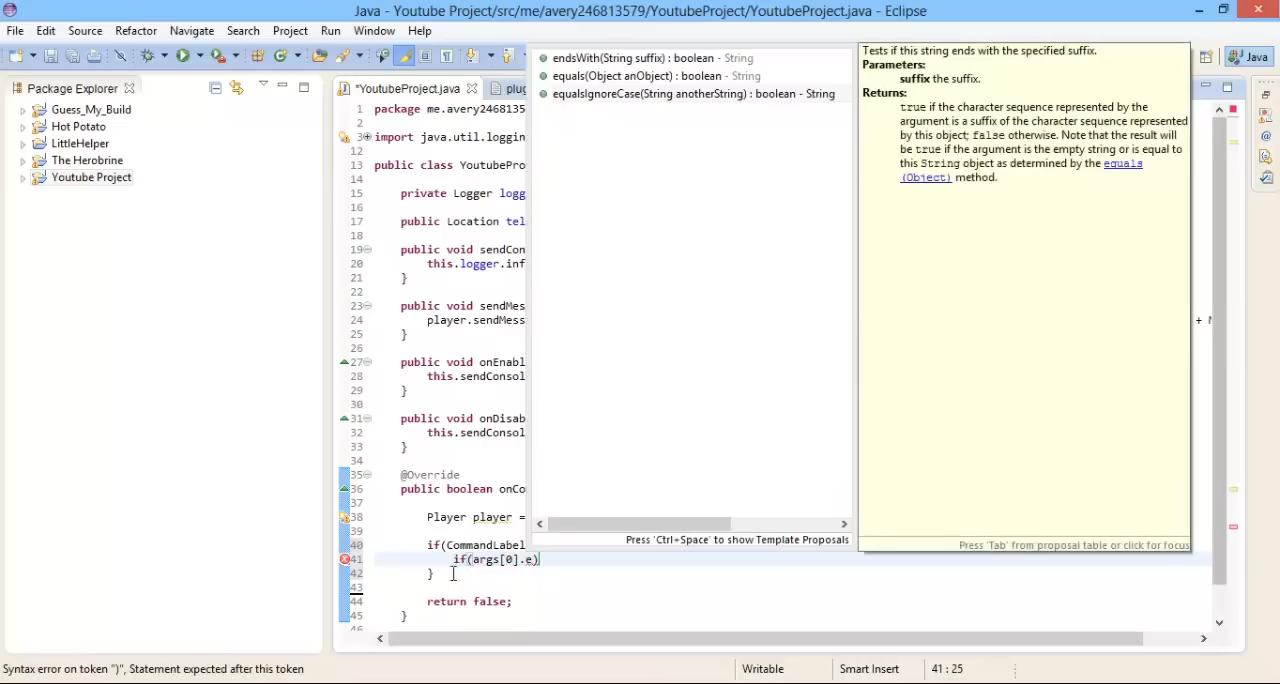 Java - Youtube Project/src/me/avery246813579/YoutubeProject/YoutubeProject.java - Eclipse
File Edit Source Refactor Navigate Search Project Run Window Help
Java
Package Explorer
Guess_My_Build
Hot Potato
LittleHelper
The Herobrine
Youtube Project
*YoutubeProject.java
plug
1 package me.avery2468135
2
3 import java.util.loggin
12
13 public class YoutubePro
14
15 private Logger logg
16
17 public Location tel
18
19 public void sendCon
20 this.logger.inf
21 }
22
23 public void sendMes
24 player.sendMess
25 }
26
27 public void onEnabl
28 this.sendConsol
29 }
30
31 public void onDisab
32 this.sendConsol
33 }
34
35 @Override
36 public boolean onCo
37
38 Player player =
39
40 if(CommandLabel
41 if(args[0].e)
42 }
43
44 return false;
45 }
46
endsWith(String suffix) : boolean - String
equals(Object anObject) : boolean - String
equalsIgnoreCase(String anotherString) : boolean - String
Press 'Ctrl+Space' to show Template Proposals
Tests if this string ends with the specified suffix.
Parameters:
suffix the suffix.
Returns:
true if the character sequence represented by the
argument is a suffix of the character sequence represented
by this object; false otherwise. Note that the result will
be true if the argument is the empty string or is equal to
this String object as determined by the equals
(Object) method.
Press 'Tab' from proposal table or click for focus
Syntax error on token ")", Statement expected after this token
Writable
Smart Insert
41 : 25